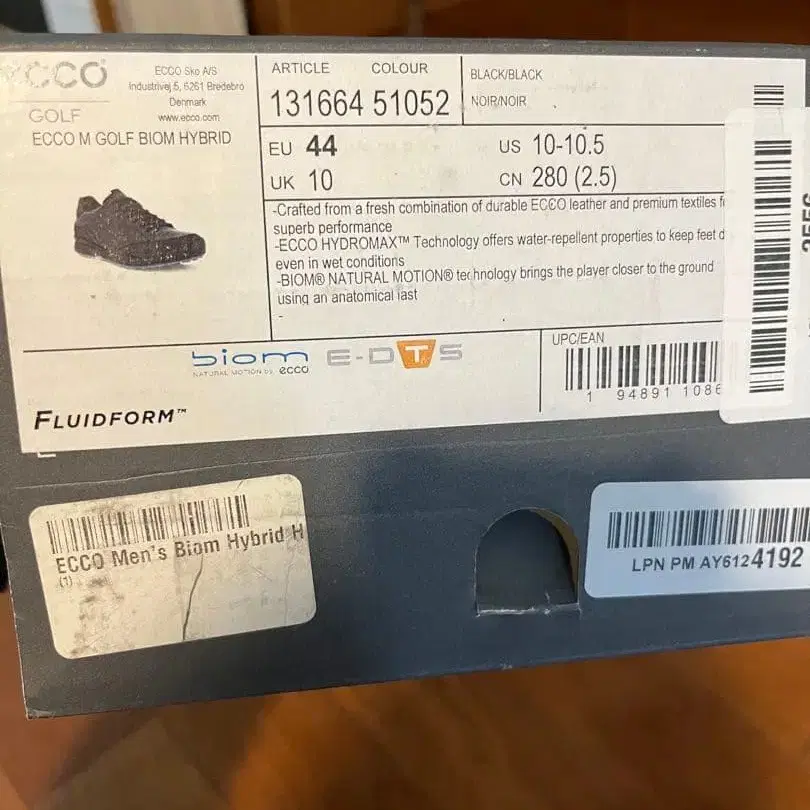 ECCO
GOLF
ECCO Sko A/S
Industrivej 5, 6261 Bredebro
Denmark
www.ecco.com
ECCO M GOLF BIOM HYBRID
ARTICLE COLOUR
131664 51052
BLACK/BLACK
NOIR/NOIR
EU 44
US 10-10.5
UK 10
CN 280 (2.5)
-Crafted from a fresh combination of durable ECCO leather and premium textiles f
superb performance
-ECCO HYDROMAX™ Technology offers water-repellent properties to keep feet d
even in wet conditions
-BIOM® NATURAL MOTION® technology brings the player closer to the ground
using an anatomical last
-
biom
NATURAL MOTION BY ecco
E-DTS
UPC/EAN
1 94891 1086
FLUIDFORM™
ECCO Men's Biom Hybrid H
(1)
LPN PM AY6124192